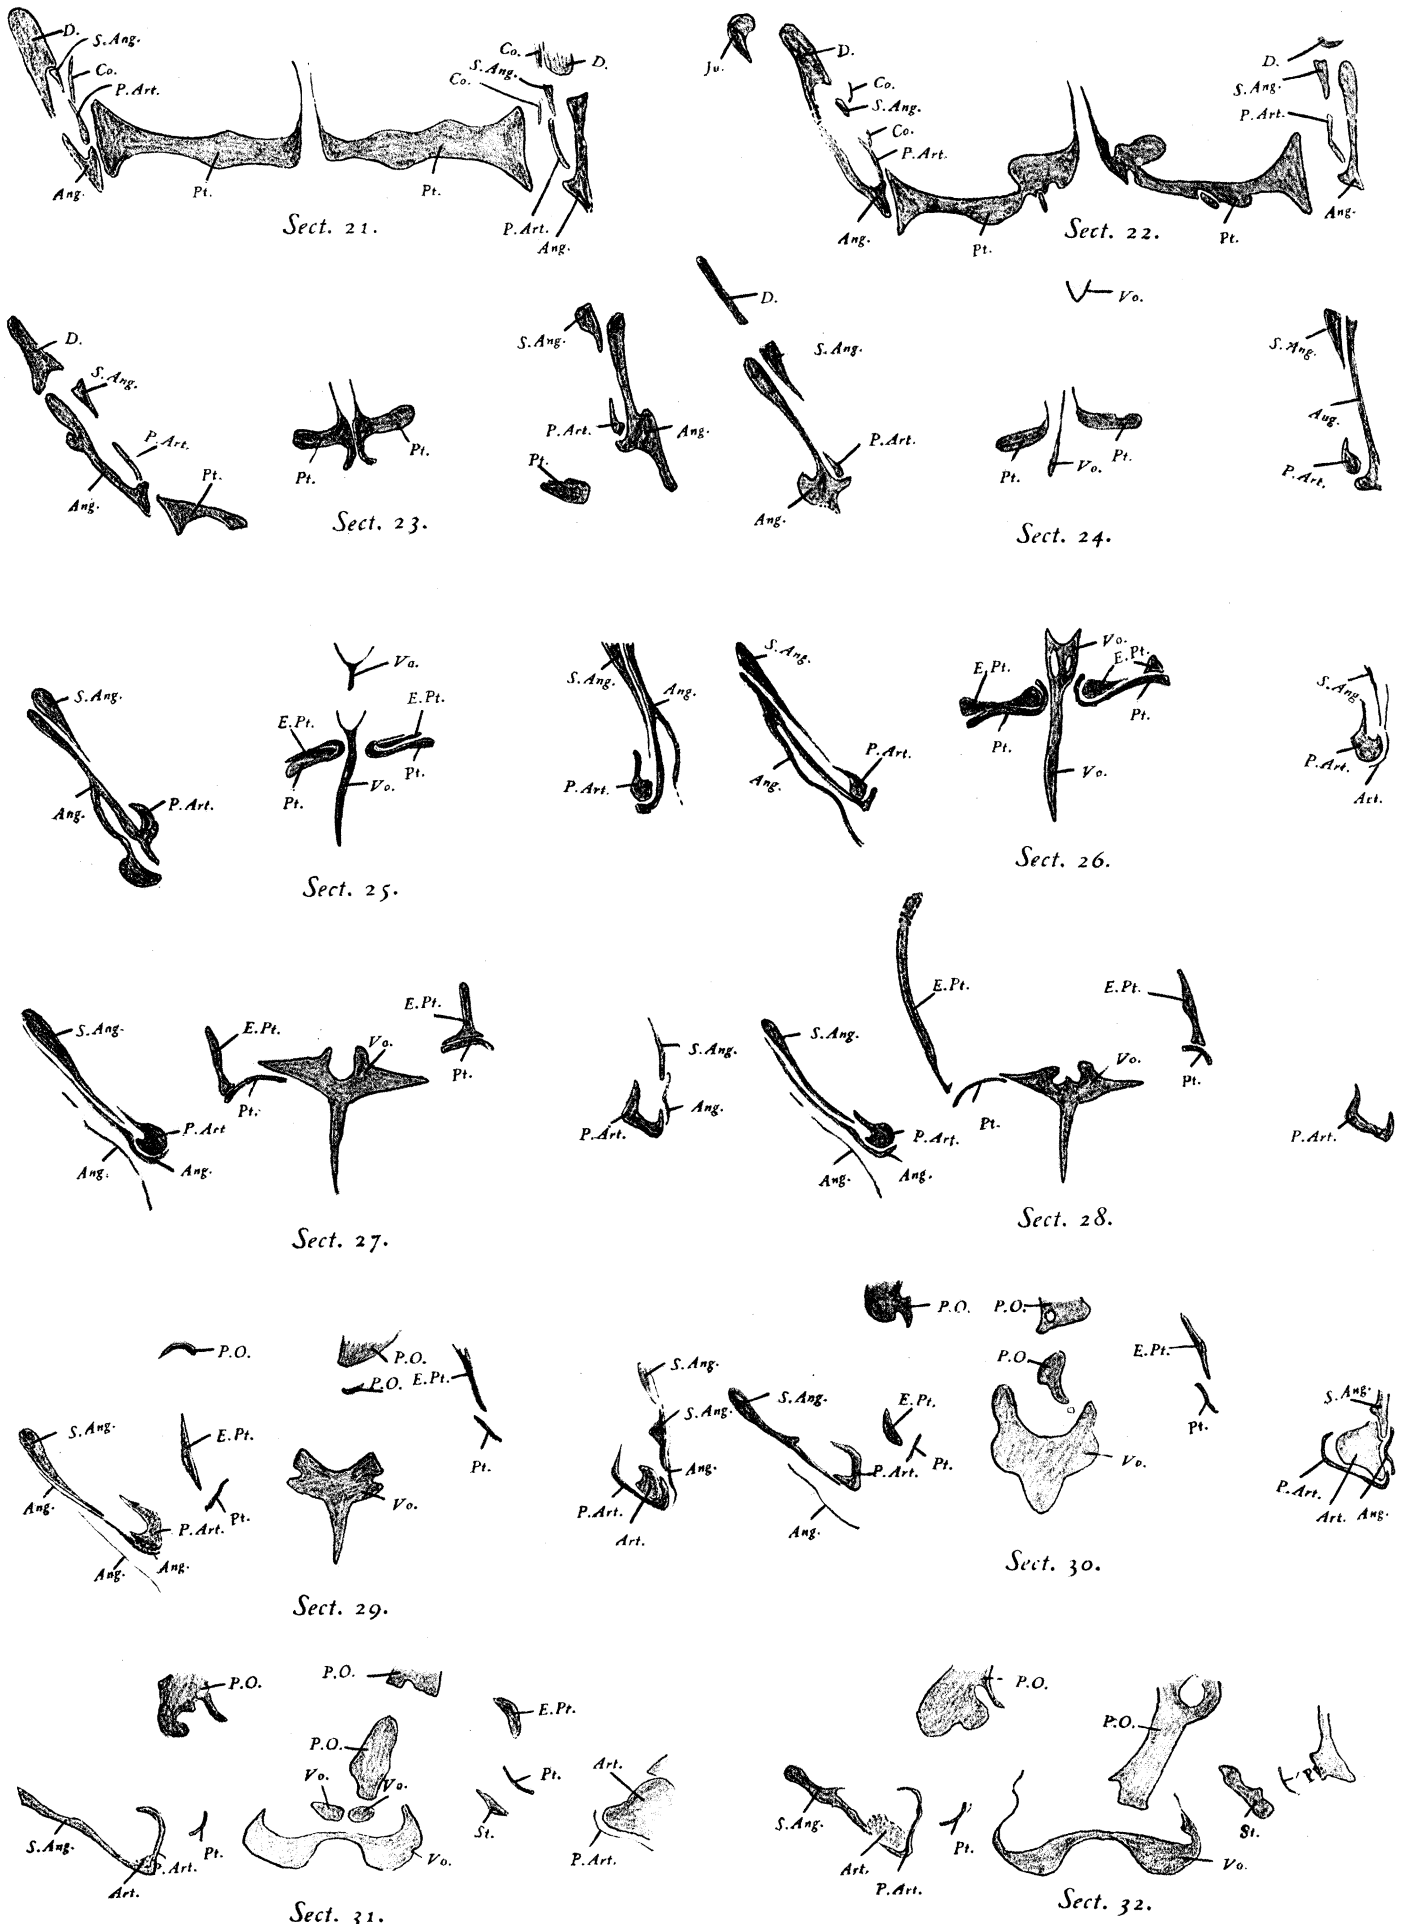 D.
S.Ang.
Co.
P.Art.
Ang.
Pt.
Pt.
Co.
D.
S.Ang.
Co.
P.Art.
Ang.
Sect. 21.
Ju.
D.
Co.
S.Ang.
Co.
P.Art.
Ang.
Pt.
D.
S.Ang.
P.Art.
Ang.
Pt.
Sect. 22.
D.
S.Ang.
P.Art.
Ang.
Pt.
Pt.
Pt.
S.Ang.
P.Art.
Ang.
Pt.
Sect. 23.
D.
Vo.
S.Ang.
P.Art.
Ang.
Pt.
Vo.
Pt.
S.Ang.
Aug.
P.Art.
Sect. 24.
S.Ang.
Ang.
P.Art.
Vo.
E.Pt.
E.Pt.
Pt.
Pt.
Vo.
S.Ang.
Ang.
P.Art.
Sect. 25.
S.Ang.
Ang.
P.Art.
Vo.
E.Pt.
E.Pt.
Pt.
Pt.
Vo.
S.Ang.
P.Art.
Art.
Sect. 26.
S.Ang.
E.Pt.
Vo.
E.Pt.
Pt.
Pt.
P.Art
Ang.
Ang.
S.Ang.
Ang.
P.Art.
Sect. 27.
E.Pt.
S.Ang.
Vo.
E.Pt.
Pt.
Pt.
P.Art.
Ang.
Ang.
P.Art.
Sect. 28.
P.O.
P.O.
P.O.
E.Pt.
S.Ang.
E.Pt.
Ang.
Vo.
Pt.
P.Art.
Pt.
Ang.
Ang.
S.Ang.
S.Ang.
Ang.
P.Art.
Art.
Sect. 29.
P.O.
P.O.
P.O
E.Pt.
S.Ang.
E.Pt.
Pt.
P.Art.
Pt.
Ang.
Vo.
S.Ang.
P.Art.
Art.
Ang.
Sect. 30.
P.O.
P.O.
E.Pt.
P.O.
Vo.
Vo.
Pt.
St.
Art.
S.Ang.
P.Art.
Pt.
Art.
Vo.
P.Art.
Sect. 31.
P.O.
P.O.
Pt.
S.Ang.
Art.
P.Art.
Pt.
St.
Vo.
Sect. 32.